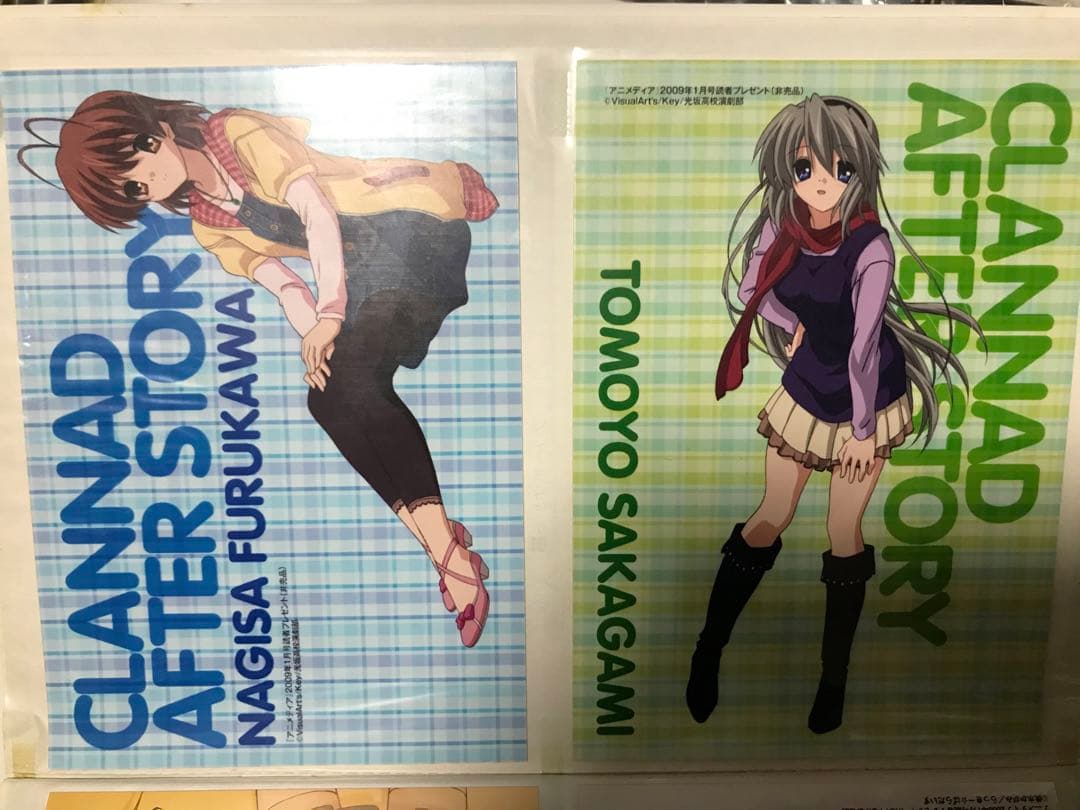 CLANNAD
AFTER STORY
NAGISA FURUKAWA
「アニメディア」2009年1月号読者プレゼント(非売品)
©VisualArt's/Key/光坂高校演劇部
「アニメディア」2009年1月号読者プレゼント(非売品)
©VisualArt's/Key/光坂高校演劇部
CLANNAD
AFTER STORY
TOMOYO SAKAGAMI